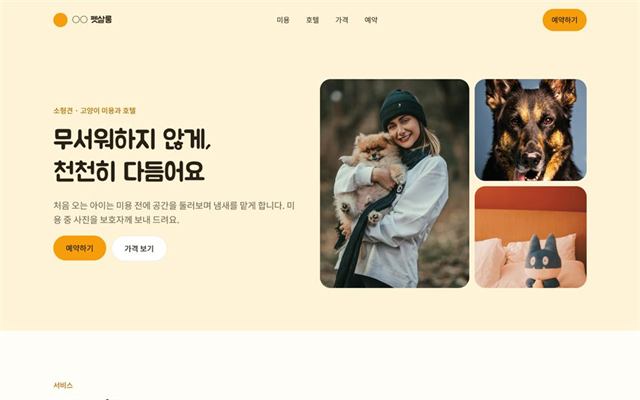 ○○ 펫살롱
미용 호텔 가격 예약
예약하기
소형견 · 고양이 미용과 호텔
무서워하지 않게,
천천히 다듬어요
처음 오는 아이는 미용 전에 공간을 둘러보며 냄새를 맡게 합니다. 미
용 중 사진을 보호자께 보내 드려요.
예약하기 가격 보기
서비스